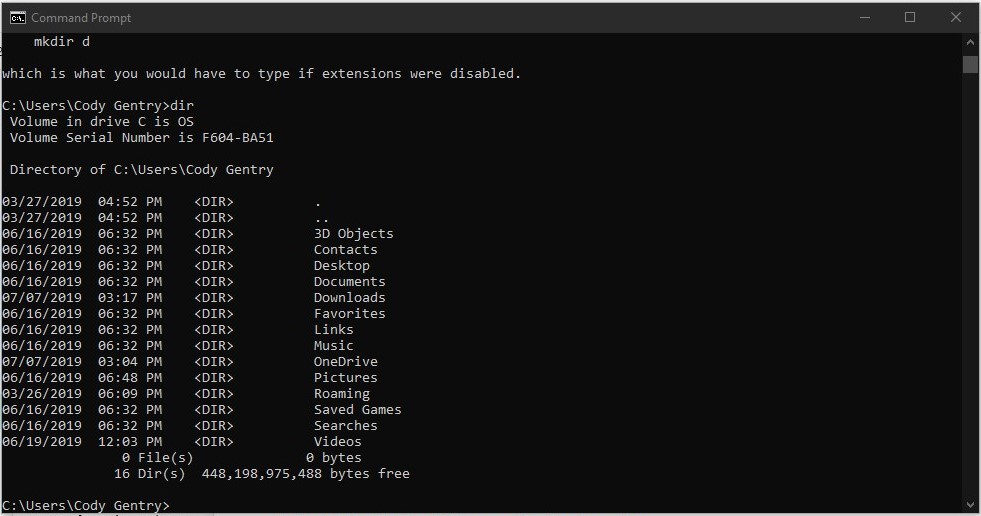 Command Prompt
    mkdir d
which is what you would have to type if extensions were disabled.
C:\Users\Cody Gentry>dir
 Volume in drive C is OS
 Volume Serial Number is F604-BA51
 Directory of C:\Users\Cody Gentry
03/27/2019  04:52 PM    <DIR>          .
03/27/2019  04:52 PM    <DIR>          ..
06/16/2019  06:32 PM    <DIR>          3D Objects
06/16/2019  06:32 PM    <DIR>          Contacts
06/16/2019  06:32 PM    <DIR>          Desktop
06/16/2019  06:32 PM    <DIR>          Documents
07/07/2019  03:17 PM    <DIR>          Downloads
06/16/2019  06:32 PM    <DIR>          Favorites
06/16/2019  06:32 PM    <DIR>          Links
06/16/2019  06:32 PM    <DIR>          Music
07/07/2019  03:04 PM    <DIR>          OneDrive
06/16/2019  06:48 PM    <DIR>          Pictures
03/26/2019  06:09 PM    <DIR>          Roaming
06/16/2019  06:32 PM    <DIR>          Saved Games
06/16/2019  06:32 PM    <DIR>          Searches
06/19/2019  12:03 PM    <DIR>          Videos
               0 File(s)              0 bytes
              16 Dir(s)  448,198,975,488 bytes free
C:\Users\Cody Gentry>